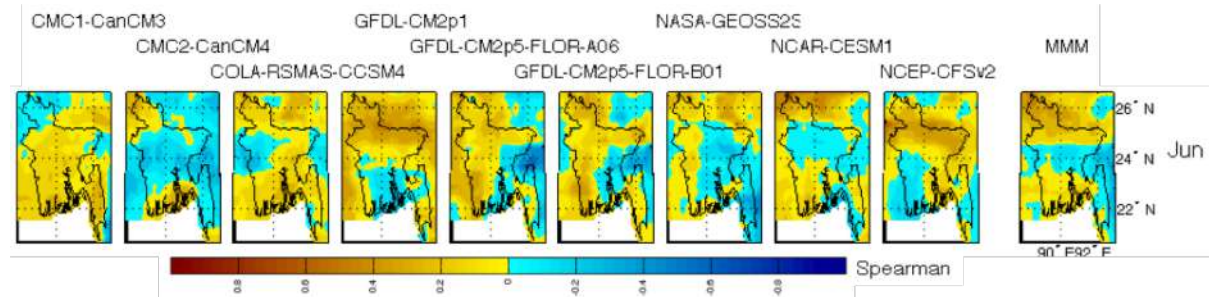 CMC1-CanCM3 GFDL-CM2p1 NASA-GEOSS2S
CMC2-CanCM4 GFDL-CM2p5-FLOR-A06 NCAR-CESM1 MMM
COLA-RSMAS-CCSM4 GFDL-CM2p5-FLOR-B01 NCEP-CFSv2
26° N
24° N
Jun
22° N
90° E 92° E
Spearman
0.8 0.6 0.4 0.2 0 -0.2 -0.4 -0.6 -0.8